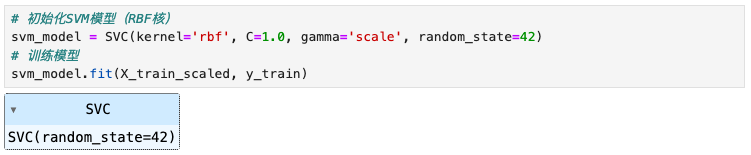 # 初始化SVM模型（RBF核）
svm_model = SVC(kernel='rbf', C=1.0, gamma='scale', random_state=42)
# 训练模型
svm_model.fit(X_train_scaled, y_train)
▾ SVC
SVC(random_state=42)